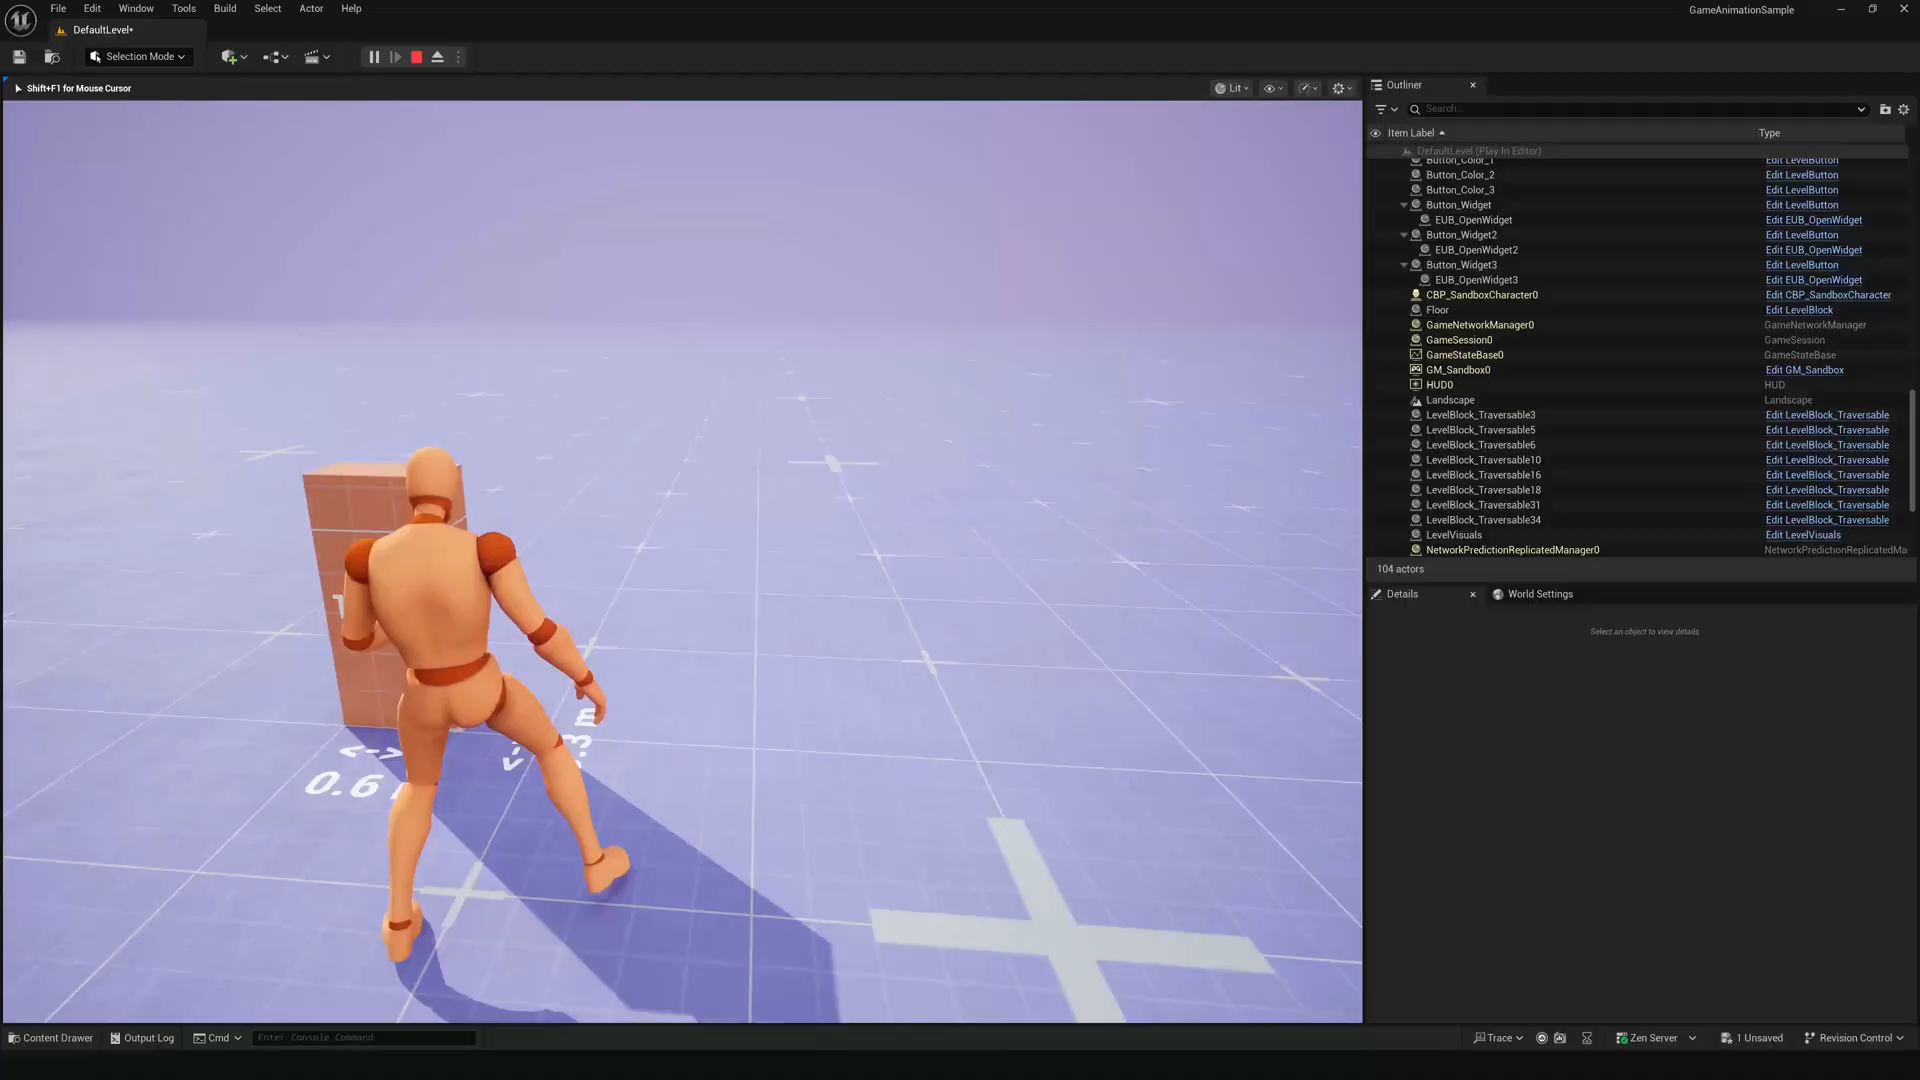 File Edit Window Tools Build Select Actor Help
GameAnimationSample
DefaultLevel*
Selection Mode
Shift+F1 for Mouse Cursor
Lit
Outliner
Search...
Item Label
Type
DefaultLevel (Play In Editor)
Button_Color_1 Edit LevelButton
Button_Color_2 Edit LevelButton
Button_Color_3 Edit LevelButton
Button_Widget Edit LevelButton
EUB_OpenWidget Edit EUB_OpenWidget
Button_Widget2 Edit LevelButton
EUB_OpenWidget2 Edit EUB_OpenWidget
Button_Widget3 Edit LevelButton
EUB_OpenWidget3 Edit EUB_OpenWidget
CBP_SandboxCharacter0 Edit CBP_SandboxCharacter
Floor Edit LevelBlock
GameNetworkManager0 GameNetworkManager
GameSession0 GameSession
GameStateBase0 GameStateBase
GM_Sandbox0 Edit GM_Sandbox
HUD0 HUD
Landscape Landscape
LevelBlock_Traversable3 Edit LevelBlock_Traversable
LevelBlock_Traversable5 Edit LevelBlock_Traversable
LevelBlock_Traversable6 Edit LevelBlock_Traversable
LevelBlock_Traversable10 Edit LevelBlock_Traversable
LevelBlock_Traversable16 Edit LevelBlock_Traversable
LevelBlock_Traversable18 Edit LevelBlock_Traversable
LevelBlock_Traversable31 Edit LevelBlock_Traversable
LevelBlock_Traversable34 Edit LevelBlock_Traversable
LevelVisuals Edit LevelVisuals
NetworkPredictionReplicatedManager0 NetworkPredictionReplicatedMa
104 actors
Details
World Settings
Select an object to view details.
<->
0.6
Content Drawer
Output Log
Cmd
Enter Console Command
Trace
Zen Server
1 Unsaved
Revision Control